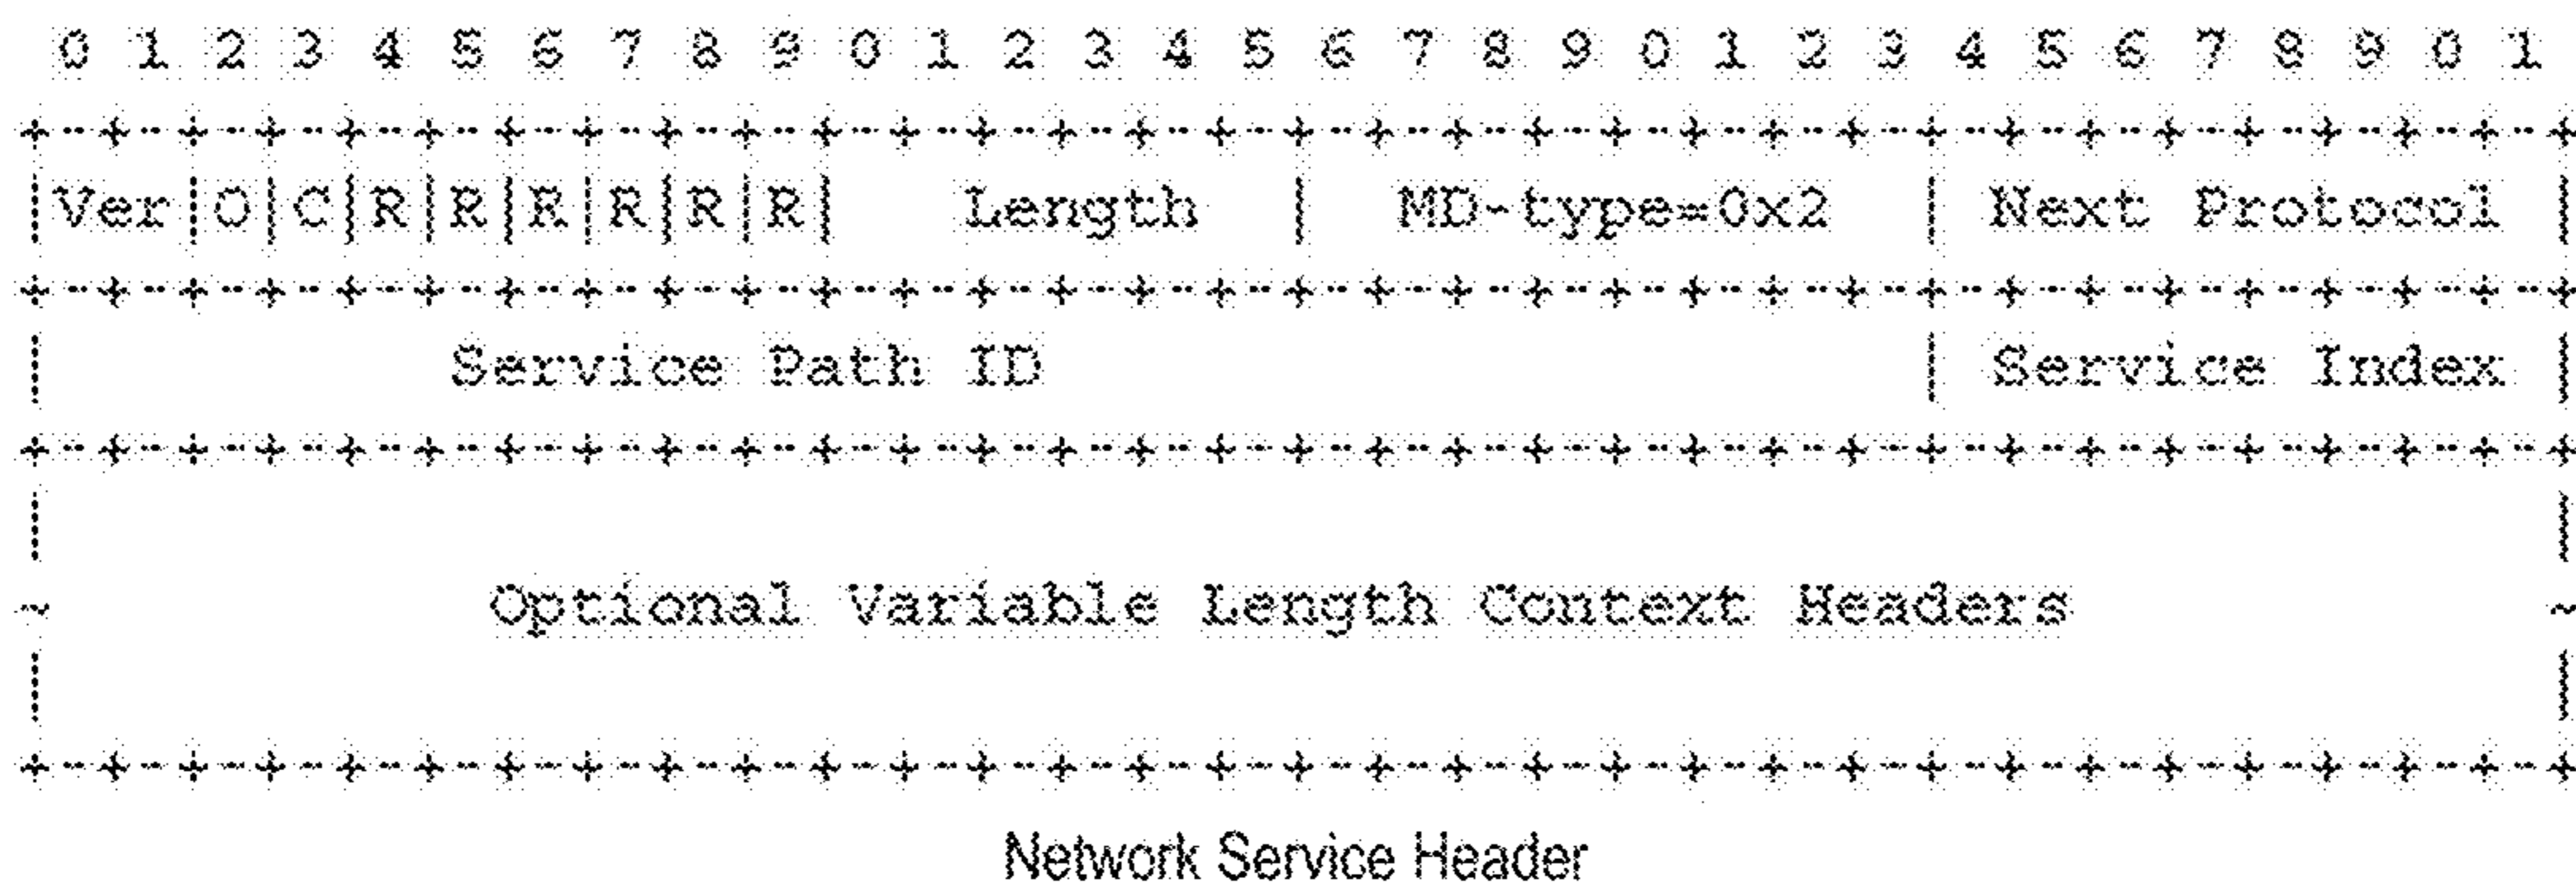 0 1 2 3 4 5 6 7 8 9 0 1 2 3 4 5 6 7 8 9 0 1 2 3 4 5 6 7 8 9 0 1
+-+-+-+-+-+-+-+-+-+-+-+-+-+-+-+-+-+-+-+-+-+-+-+-+-+-+-+-+-+-+-+-+
|Ver|O|C|R|R|R|R|R|R| Length | MD-type=0x2 | Next Protocol |
+-+-+-+-+-+-+-+-+-+-+-+-+-+-+-+-+-+-+-+-+-+-+-+-+-+-+-+-+-+-+-+-+
| Service Path ID | Service Index |
+-+-+-+-+-+-+-+-+-+-+-+-+-+-+-+-+-+-+-+-+-+-+-+-+-+-+-+-+-+-+-+-+
| |
~ Optional Variable Length Context Headers ~
| |
+-+-+-+-+-+-+-+-+-+-+-+-+-+-+-+-+-+-+-+-+-+-+-+-+-+-+-+-+-+-+-+-+
Network Service Header